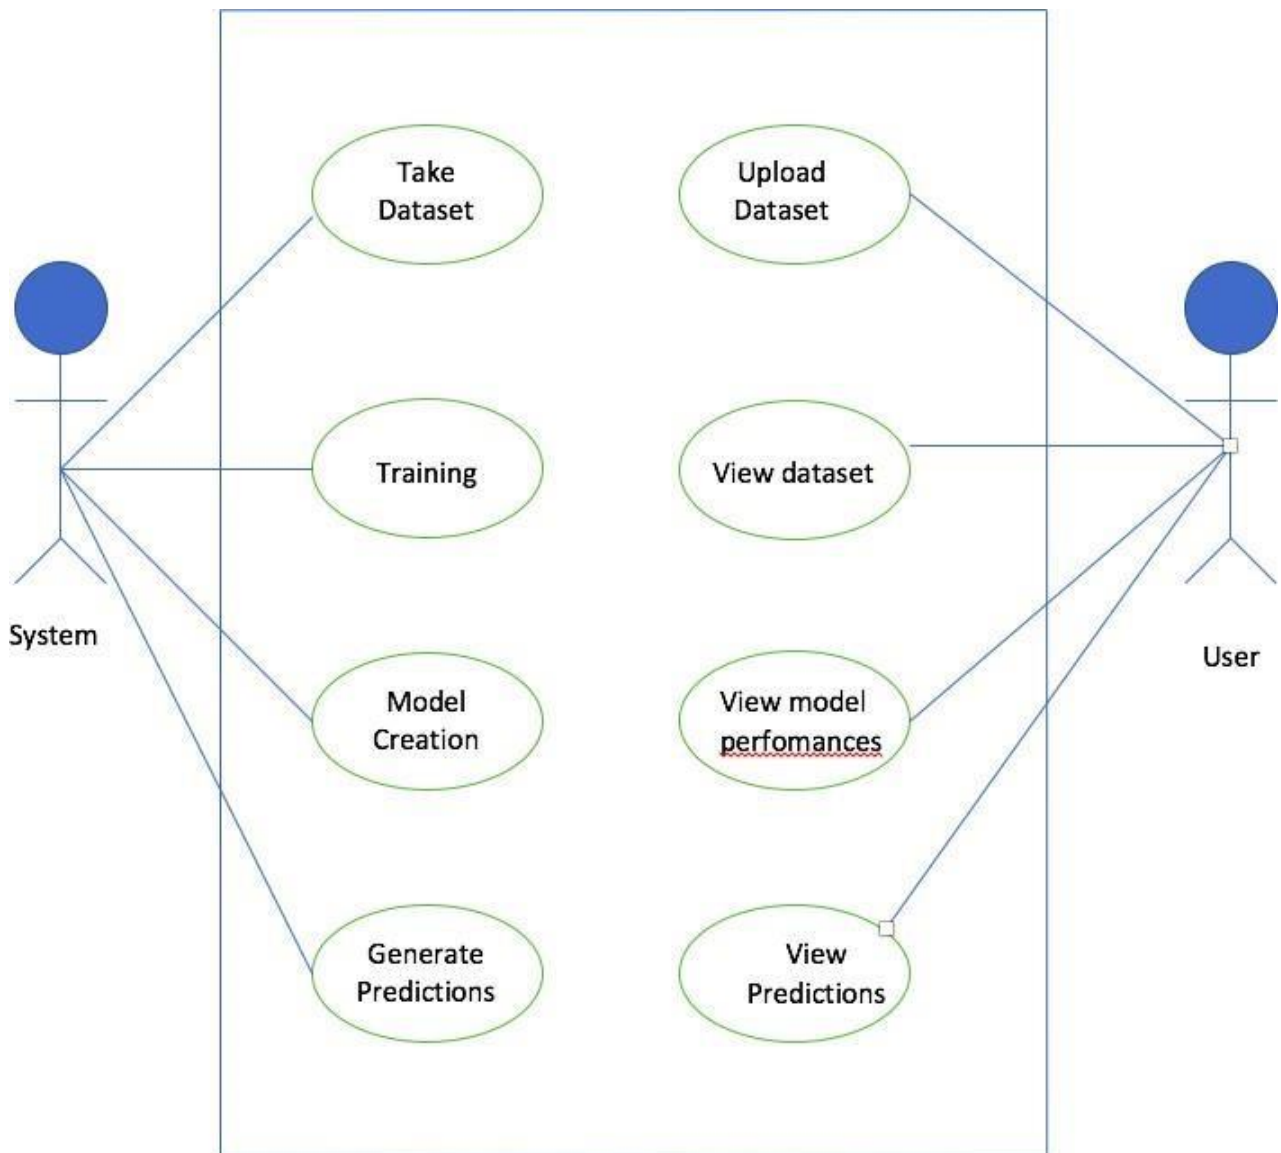 Take
Dataset
Upload
Dataset
Training
View dataset
System
User
Model
Creation
View model
perfomances
Generate
Predictions
View
Predictions